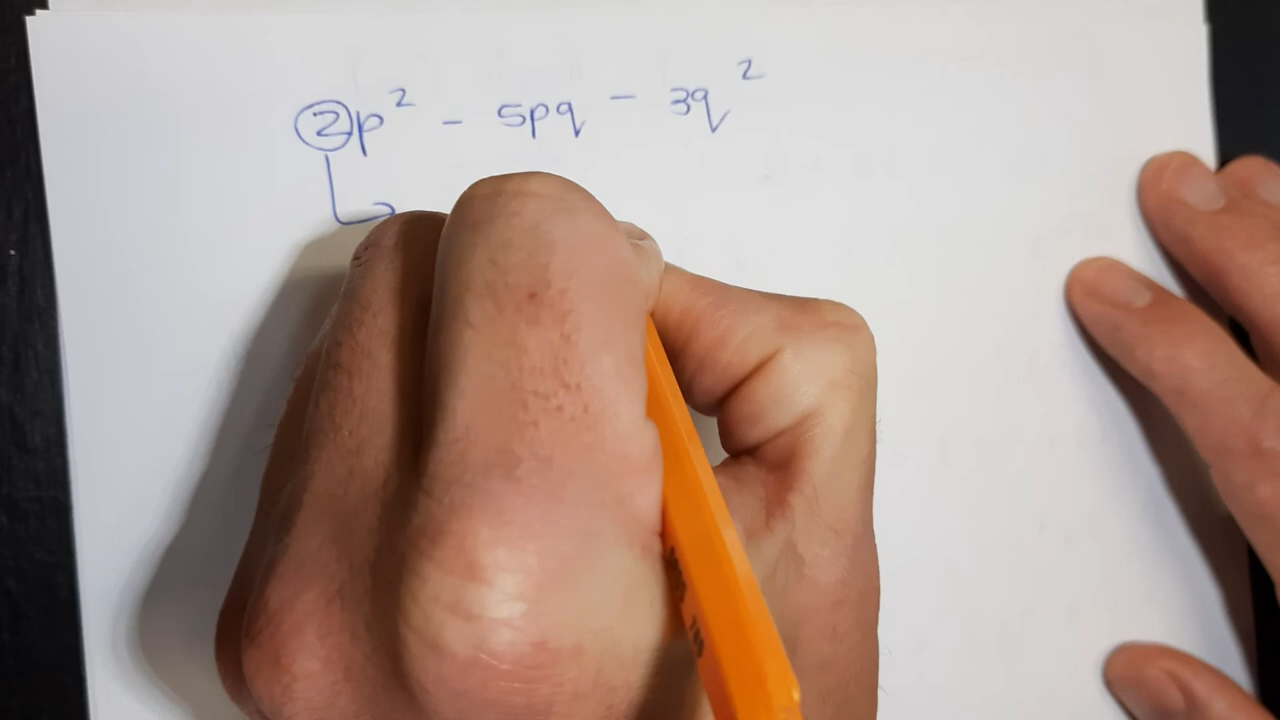 2p² - 5pq - 3q²